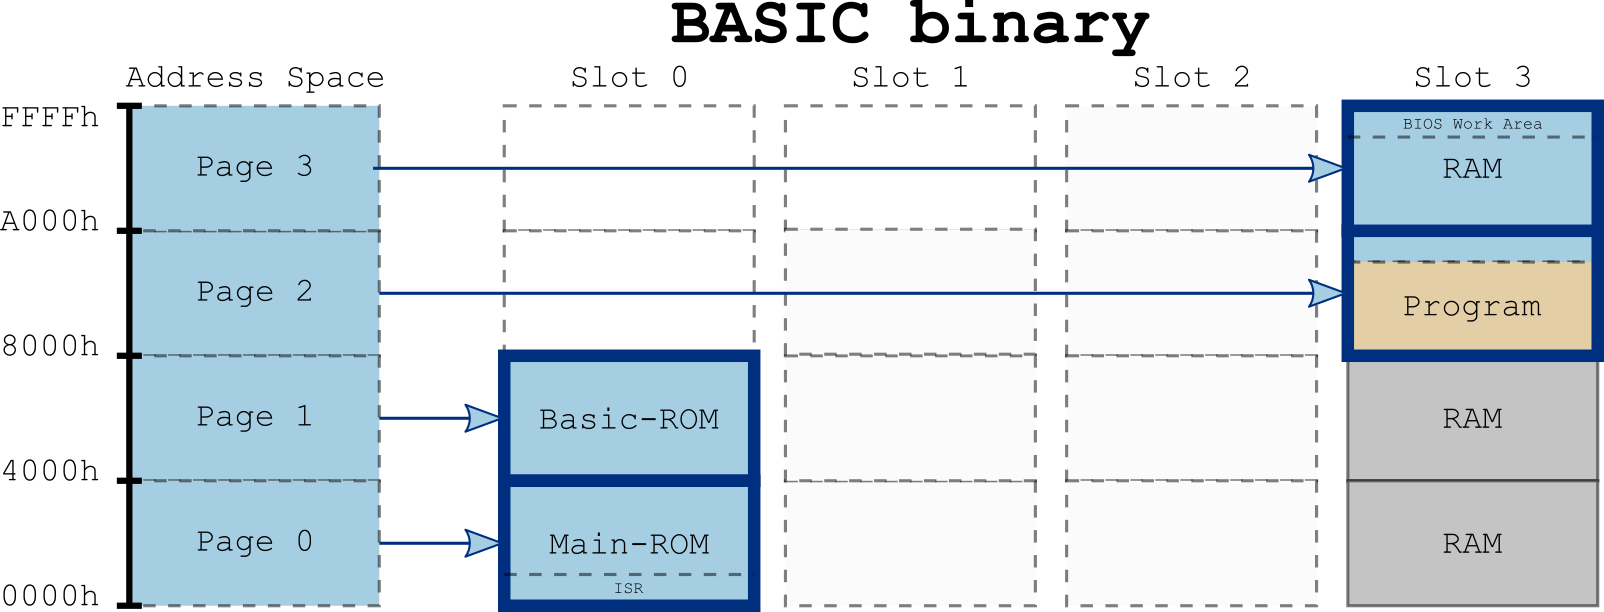 BASIC binary
Address Space Slot 0 Slot 1 Slot 2 Slot 3
FFFFh
BIOS Work Area
Page 3 RAM
A000h
Page 2 Program
8000h
Page 1 Basic-ROM RAM
4000h
Page 0 Main-ROM RAM
ISR
0000h